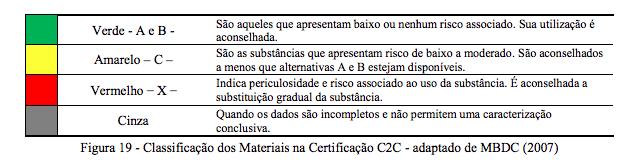 Verde - A e B -
São aqueles que apresentam baixo ou nenhum risco associado. Sua utilização é
aconselhada.
Amarelo – C –
São as substâncias que apresentam risco de baixo a moderado. São aconselhados
a menos que alternativas A e B estejam disponíveis.
Vermelho – X –
Indica periculosidade e risco associado ao uso da substância. É aconselhada a
substituição gradual da substância.
Cinza
Quando os dados são incompletos e não permitem uma caracterização
conclusiva.
Figura 19 - Classificação dos Materiais na Certificação C2C - adaptado de MBDC (2007)